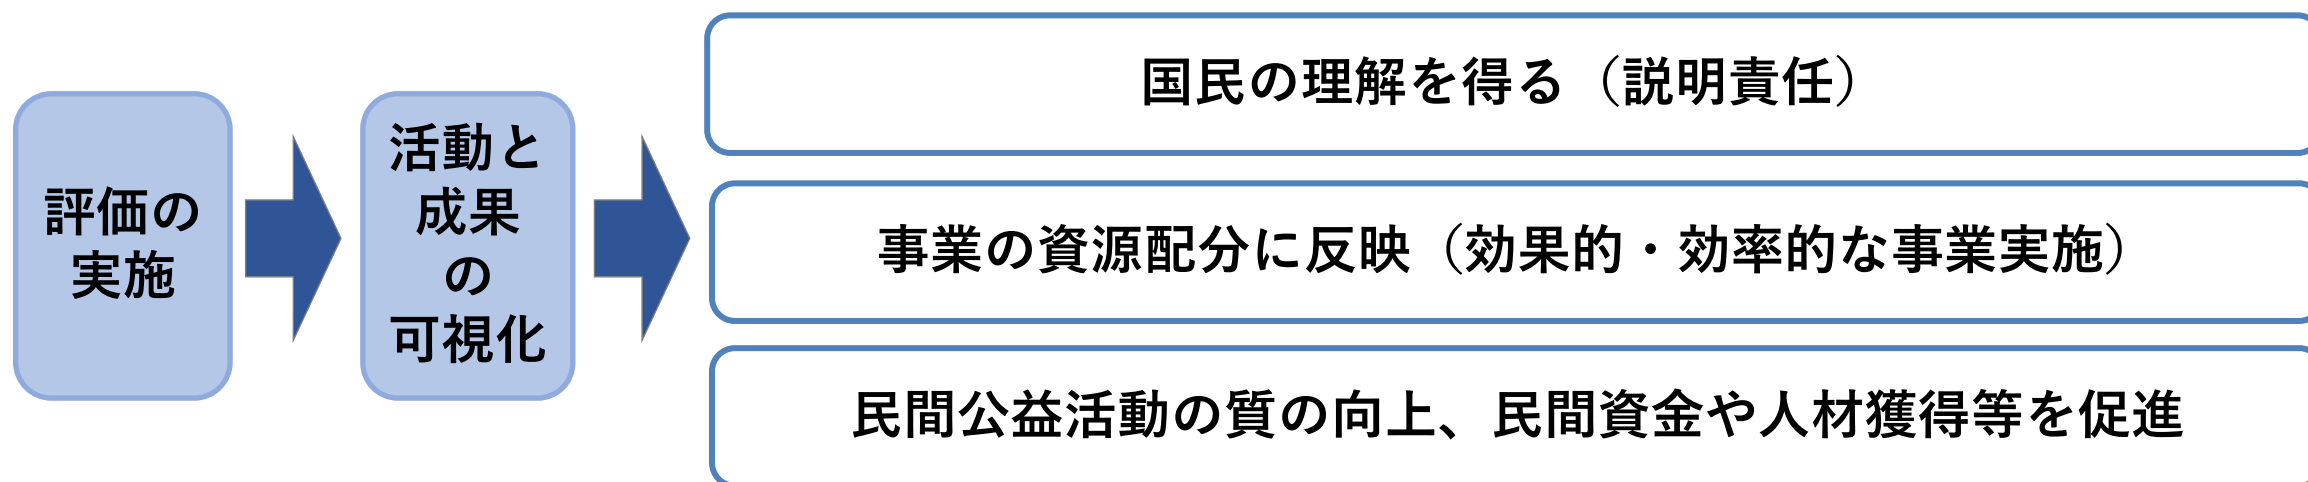 評価の
実施
活動と
成果
の
可視化
国民の理解を得る（説明責任）
事業の資源配分に反映（効果的・効率的な事業実施）
民間公益活動の質の向上、民間資金や人材獲得等を促進